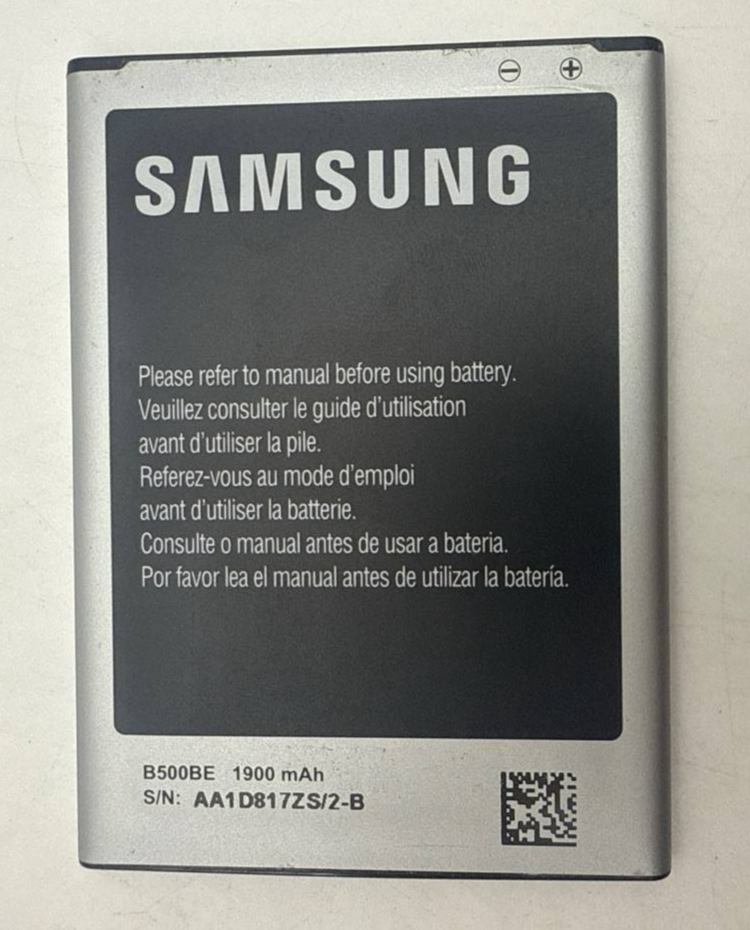 ⊖ ⊕
SAMSUNG
Please refer to manual before using battery.
Veuillez consulter le guide d'utilisation
avant d'utiliser la pile.
Referez-vous au mode d'emploi
avant d'utiliser la batterie.
Consulte o manual antes de usar a bateria.
Por favor lea el manual antes de utilizar la batería.
B500BE 1900 mAh
S/N: AA1D817ZS/2-B